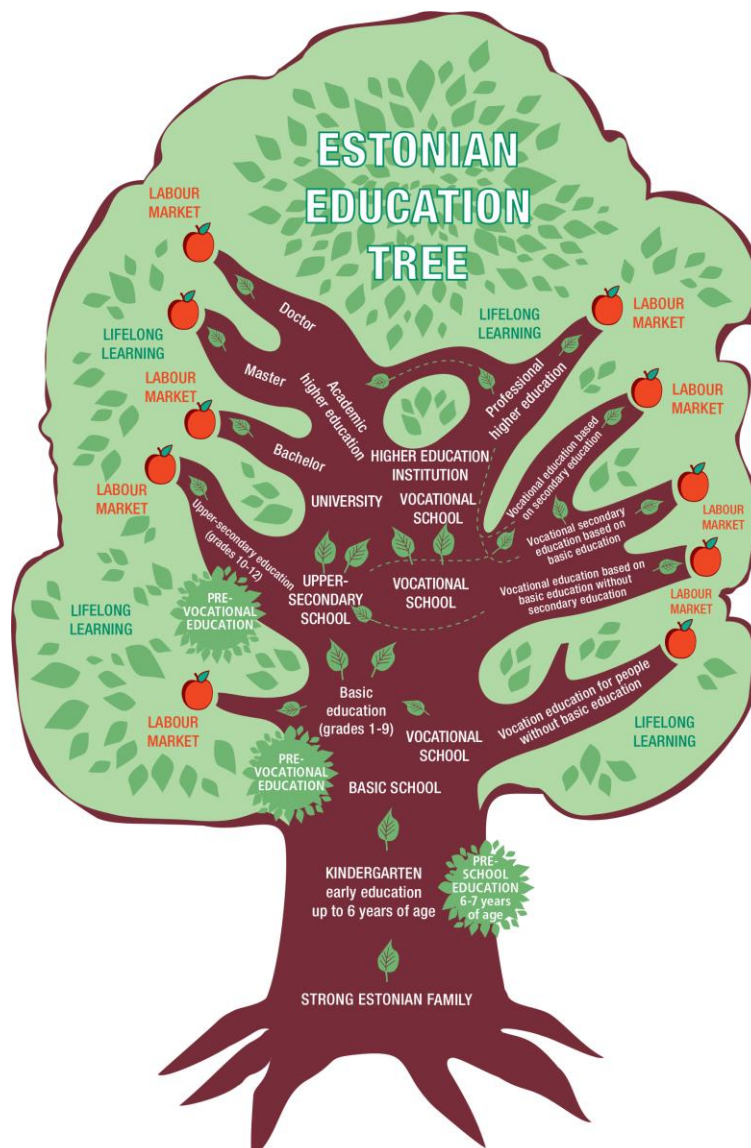 ESTONIAN
EDUCATION
TREE
LABOUR
MARKET
Doctor
LIFELONG
LEARNING
Master
Academic
higher education
LABOUR
MARKET
Bachelor
LIFELONG
LEARNING
LABOUR
MARKET
Professional
higher education
HIGHER EDUCATION
INSTITUTION
UNIVERSITY
VOCATIONAL
SCHOOL
LABOUR
MARKET
Vocational education based
on secondary education
LABOUR
MARKET
Upper-secondary education
(grades 10-12)
Vocational secondary
education based on
basic education
LABOUR
MARKET
UPPER-
SECONDARY
SCHOOL
VOCATIONAL
SCHOOL
Vocational education based on
basic education without
secondary education
LABOUR
MARKET
PRE-
VOCATIONAL
EDUCATION
LIFELONG
LEARNING
LABOUR
MARKET
Basic
education
(grades 1-9)
VOCATIONAL
SCHOOL
Vocation education for people
without basic education
LIFELONG
LEARNING
PRE-
VOCATIONAL
EDUCATION
BASIC SCHOOL
KINDERGARTEN
early education
up to 6 years of age
PRE-
SCHOOL
EDUCATION
6-7 years
of age
STRONG ESTONIAN FAMILY